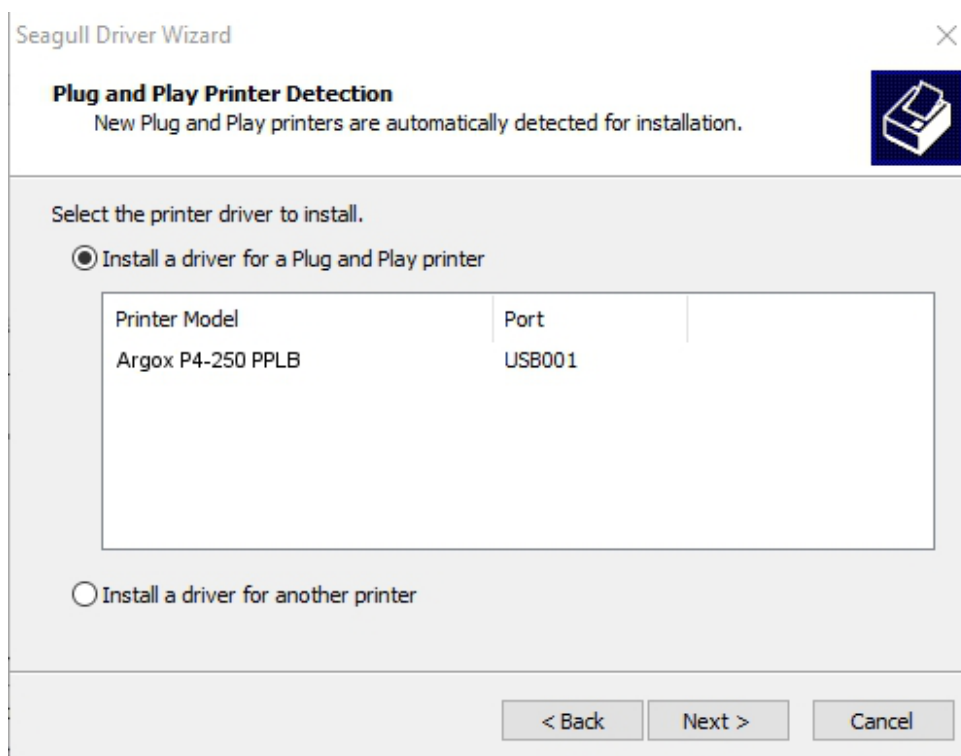 Seagull Driver Wizard
Plug and Play Printer Detection
New Plug and Play printers are automatically detected for installation.
Select the printer driver to install.
Install a driver for a Plug and Play printer
Printer Model Port
Argox P4-250 PPLB USB001
Install a driver for another printer
< Back Next > Cancel